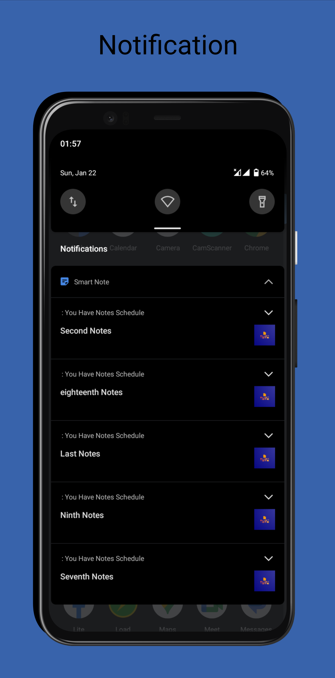 Notification
01:57
Sun, Jan 22
64%
Notifications
Calendar
Camera
CamScanner
Chrome
Smart Note
: You Have Notes Schedule
Second Notes
: You Have Notes Schedule
eighteenth Notes
: You Have Notes Schedule
Last Notes
: You Have Notes Schedule
Ninth Notes
: You Have Notes Schedule
Seventh Notes
Lite
Maps
Meet
Messages